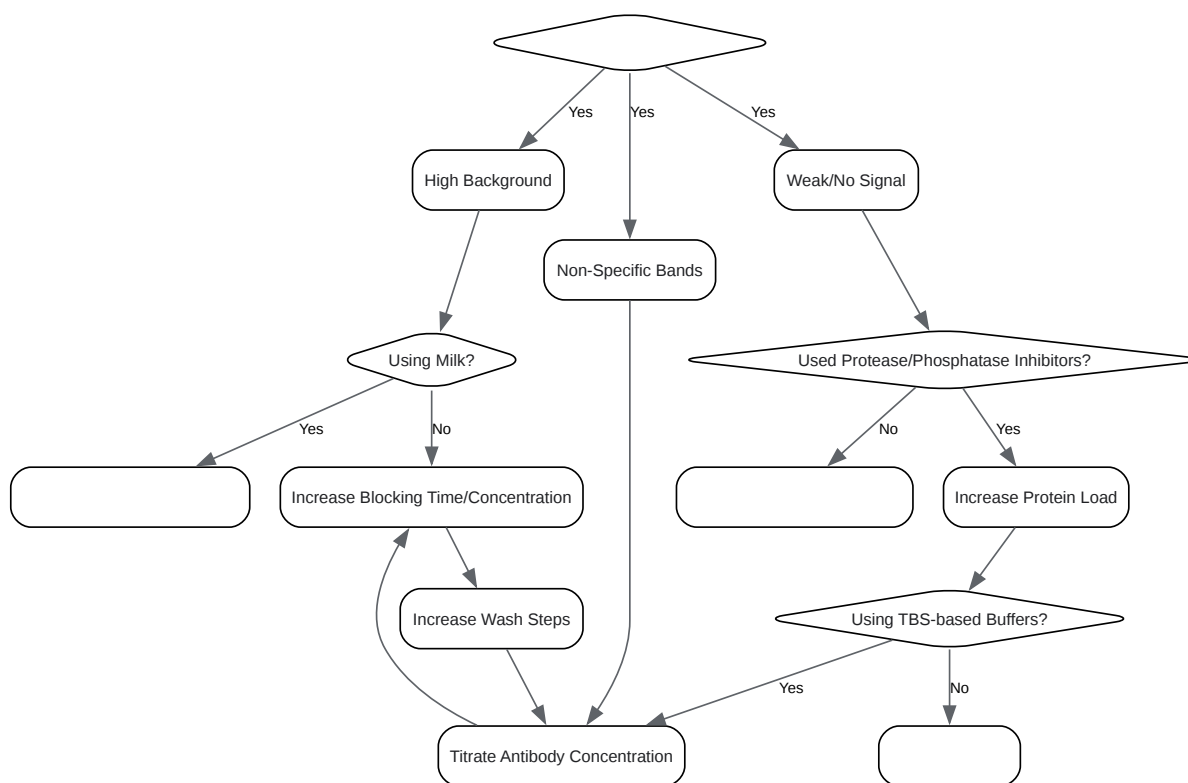 Yes
Yes
Yes
High Background
Weak/No Signal
Non-Specific Bands
Using Milk?
Used Protease/Phosphatase Inhibitors?
Yes
No
No
Yes
Increase Blocking Time/Concentration
Increase Protein Load
Increase Wash Steps
Using TBS-based Buffers?
Yes
No
Titrate Antibody Concentration